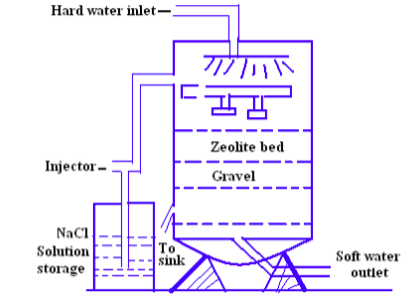 Hard water inlet
Zeolite bed
Injector
Gravel
NaCl
Solution
storage
To
sink
Soft water
outlet